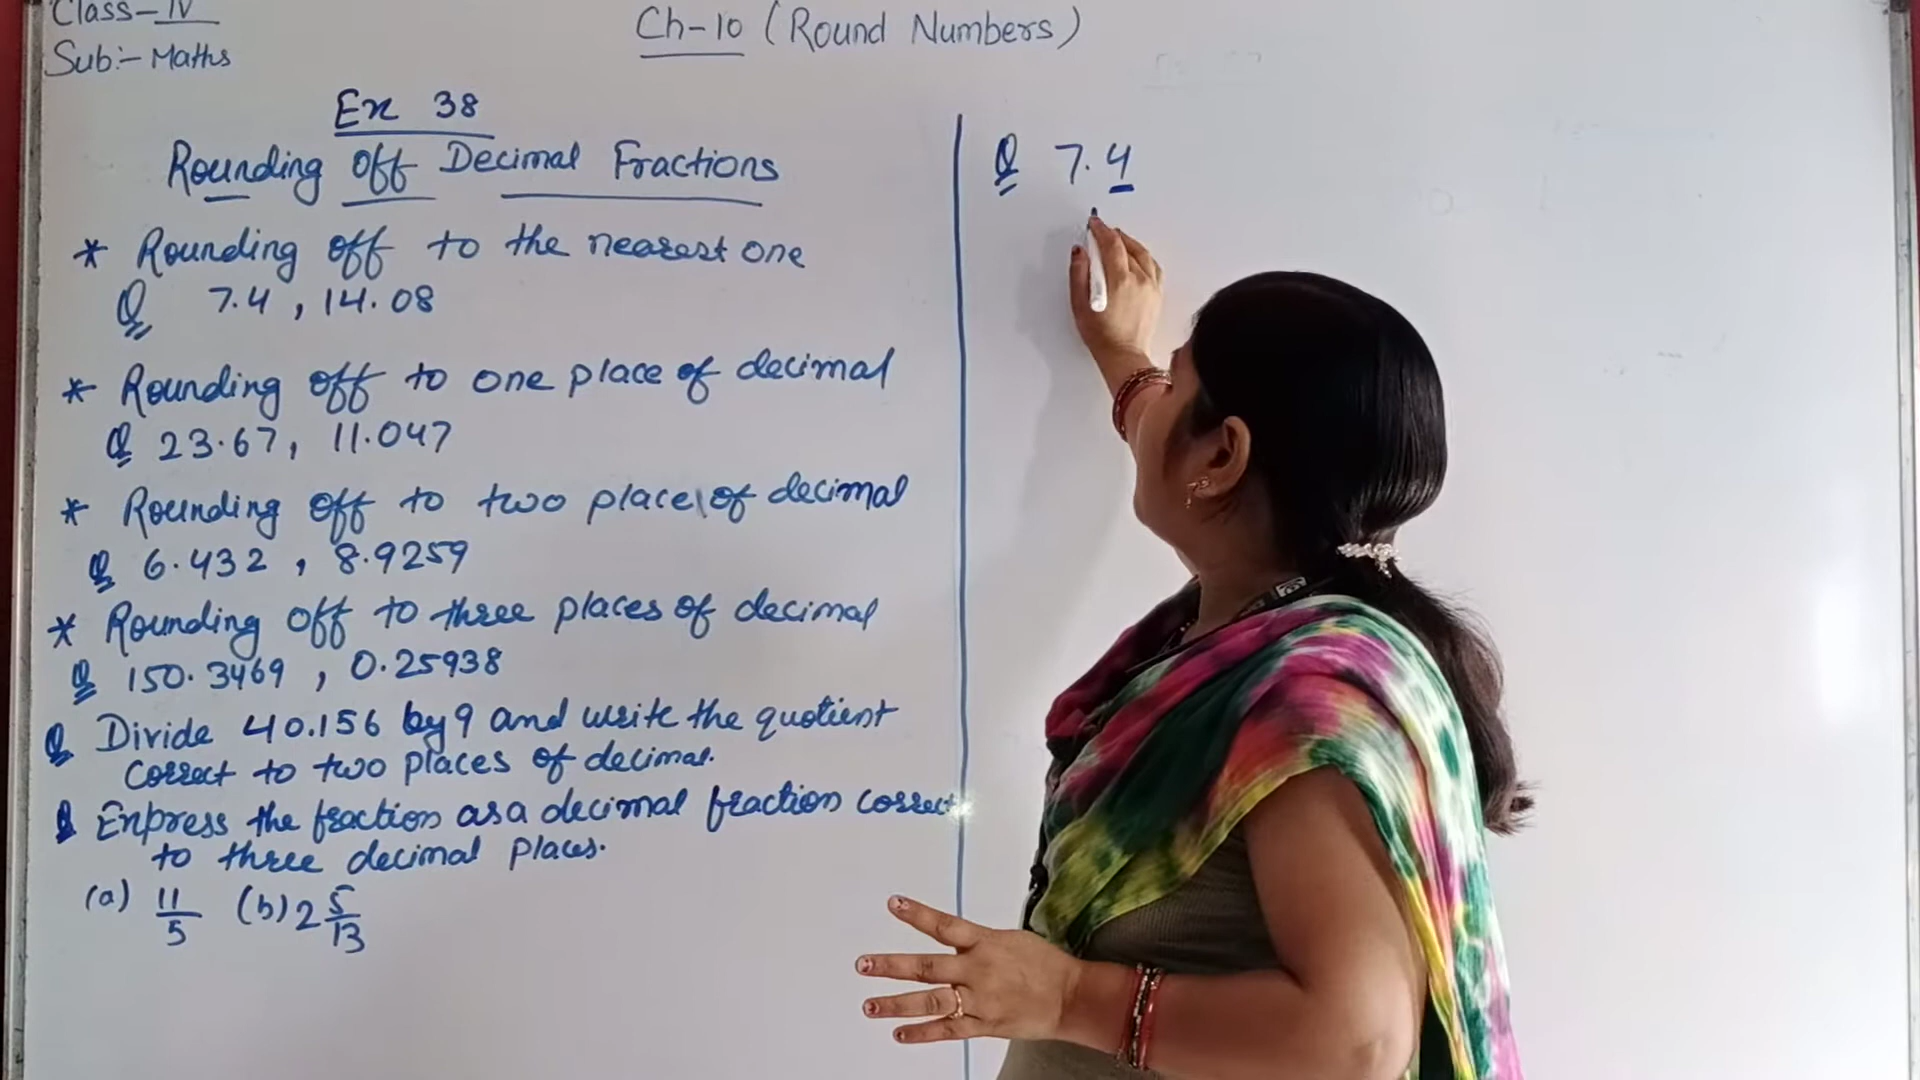 Class-IV
Sub:- Maths
Ch-10 (Round Numbers)
Ex 38
Rounding off Decimal Fractions
* Rounding off to the nearest one
Q 7.4, 14.08
* Rounding off to one place of decimal
Q 23.67, 11.047
* Rounding off to two place of decimal
Q 6.432, 8.9259
* Rounding off to three places of decimal
Q 150.3469, 0.25938
Q Divide 40.156 by 9 and write the quotient
correct to two places of decimal.
Q Express the fraction as a decimal fraction correct
to three decimal places.
(a) 11/5 (b) 2 5/13
Q 7.4